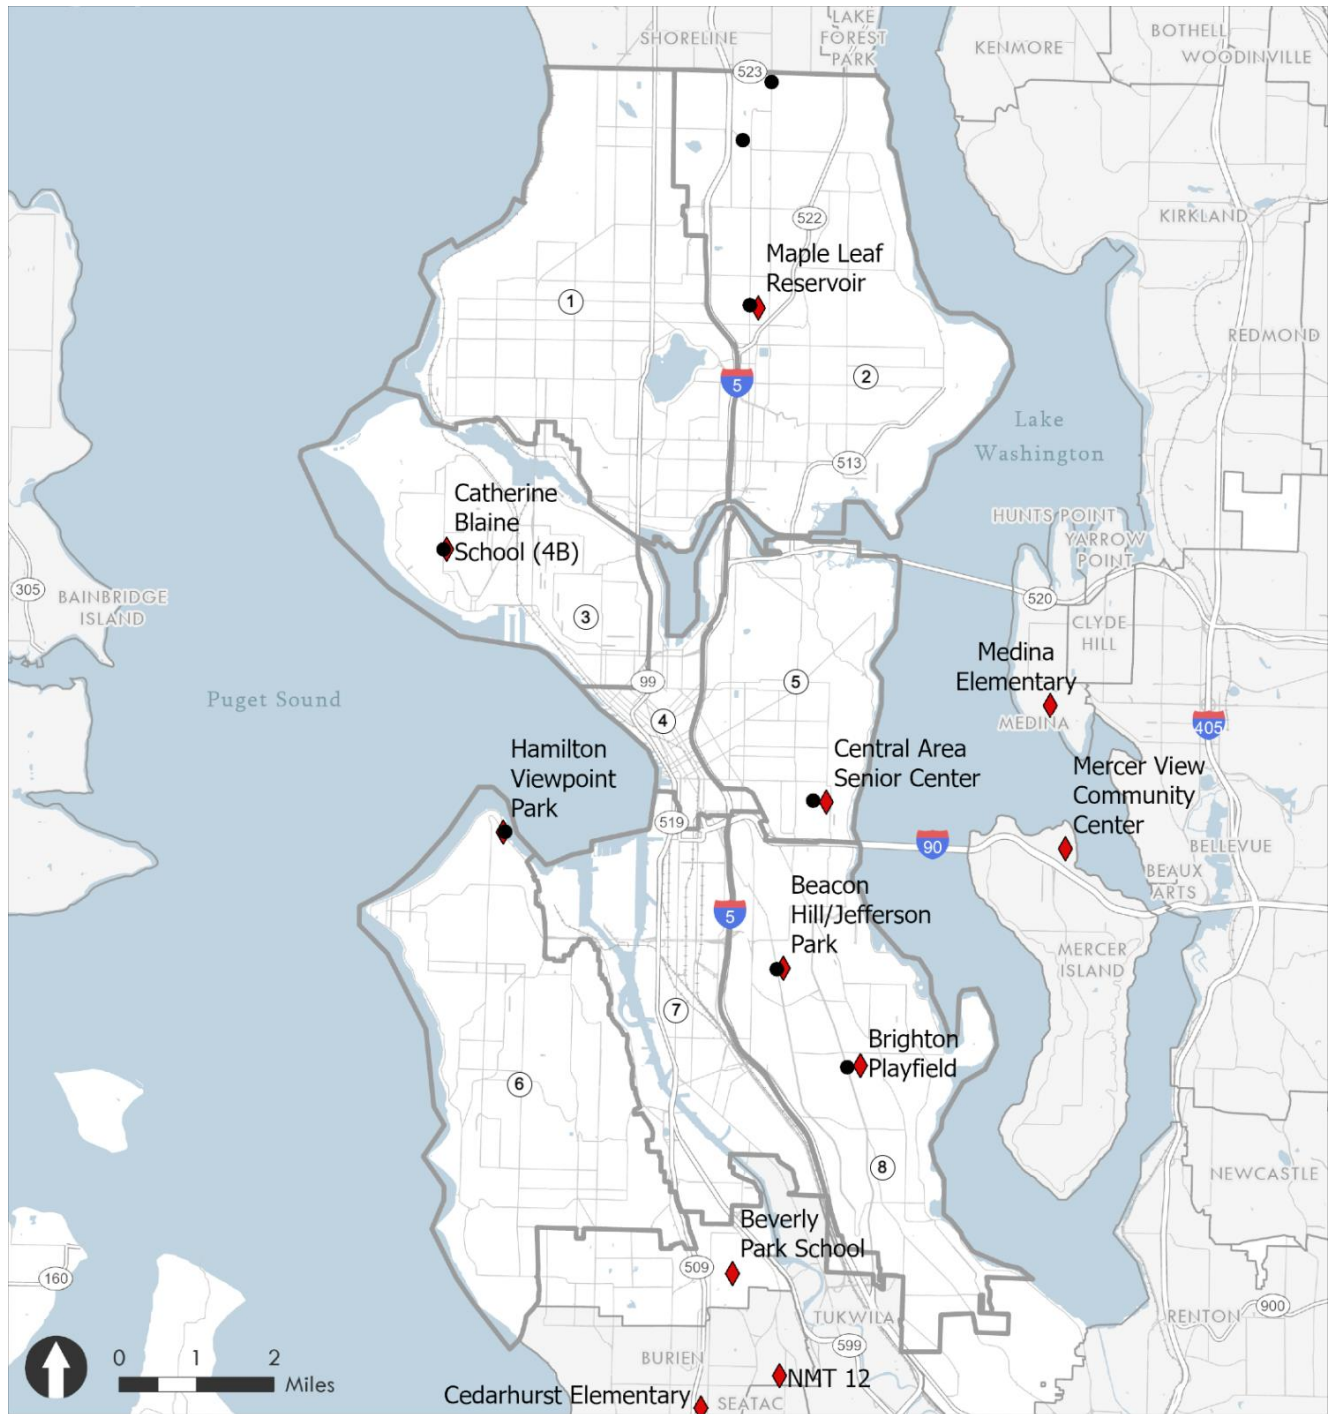 SHORELINE
LAKE
FOREST
PARK
KENMORE
BOTHELL
WOODINVILLE
523
522
KIRKLAND
Maple Leaf
Reservoir
1
REDMOND
2
5
Lake
Washington
513
Catherine
Blaine
School (4B)
HUNTS POINT
YARROW
POINT
305
BAINBRIDGE
ISLAND
520
3
CLYDE
HILL
Medina
Elementary
99
5
Puget Sound
4
MEDINA
405
Hamilton
Viewpoint
Park
Central Area
Senior Center
Mercer View
Community
Center
519
90
BELLEVUE
BEAUX
ARTS
Beacon
Hill/Jefferson
Park
5
MERCER
ISLAND
7
Brighton
Playfield
6
8
NEWCASTLE
Beverly
Park School
160
509
TUKWILA
RENTON
900
599
BURIEN
0 1 2
Miles
NMT 12
Cedarhurst Elementary
SEATAC